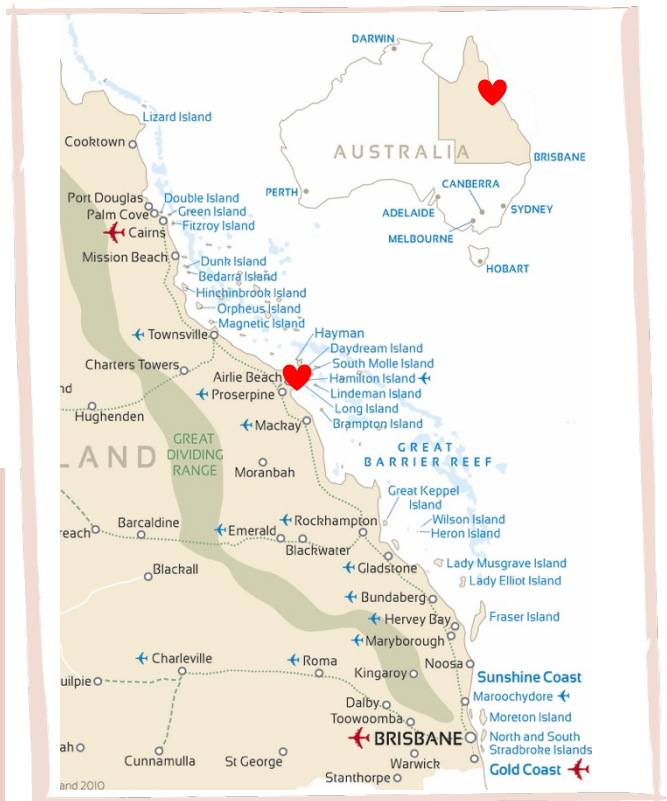 DARWIN
Lizard Island
Cooktown
AUSTRALIA
BRISBANE
PERTH
CANBERRA
ADELAIDE
SYDNEY
MELBOURNE
HOBART
Port Douglas
Double Island
Palm Cove
Green Island
Fitzroy Island
Cairns
Mission Beach
Dunk Island
Bedarra Island
Hinchinbrook Island
Orpheus Island
Magnetic Island
Townsville
Hayman
Daydream Island
Charters Towers
South Molle Island
Airlie Beach
Hamilton Island
nd
Proserpine
Lindeman Island
Long Island
Hughenden
Brampton Island
Mackay
LAND
GREAT
DIVIDING
RANGE
GREAT
BARRIER REEF
Moranbah
Great Keppel
Island
Barcaldine
Rockhampton
Wilson Island
reach
Emerald
Heron Island
Blackwater
Blackall
Gladstone
Lady Musgrave Island
Lady Elliot Island
Bundaberg
Hervey Bay
Fraser Island
Maryborough
Charleville
Roma
Noosa
uilpie
Kingaroy
Sunshine Coast
Maroochydore
Dalby
Toowoomba
Moreton Island
BRISBANE
North and South
Stradbroke Islands
ah
Cunnamulla
St George
Warwick
Gold Coast
Stanthorpe
and 2010